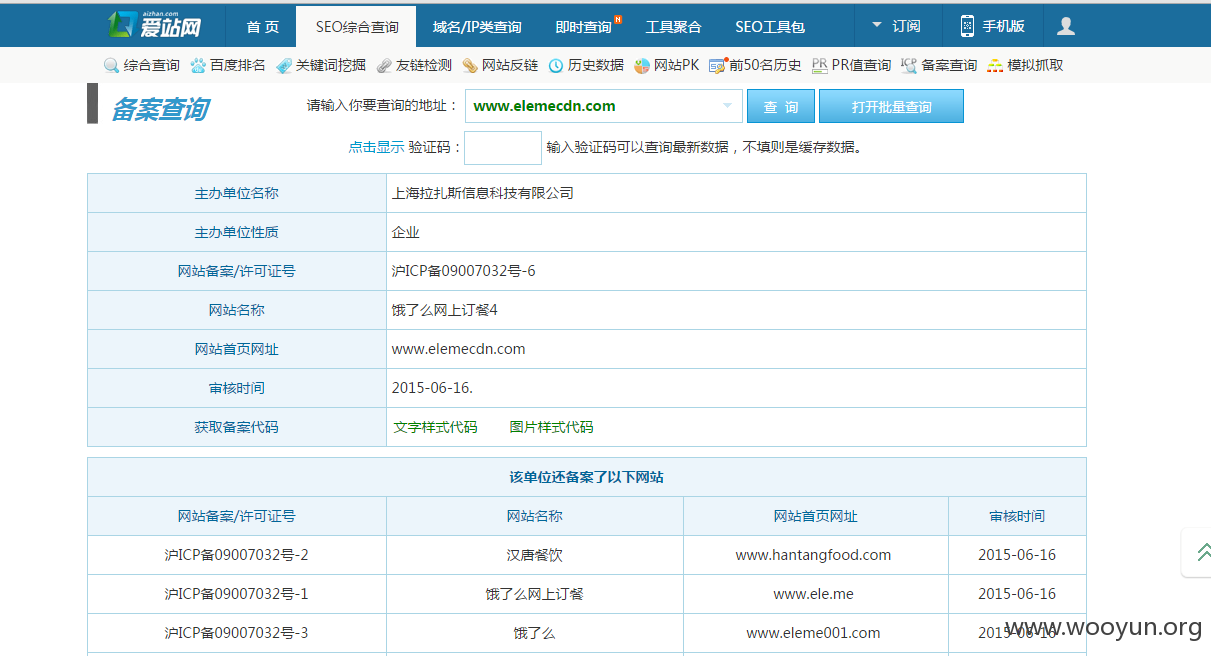 aizhan.com
爱站网 首 页 SEO综合查询 域名/IP类查询 即时查询 N 工具聚合 SEO工具包 订阅 手机版
综合查询 百度排名 关键词挖掘 友链检测 网站反链 历史数据 网站PK 前50名历史 PR PR值查询 ICP 备案查询 模拟抓取
备案查询 请输入你要查询的地址: www.elemecdn.com 查 询 打开批量查询
点击显示 验证码: 输入验证码可以查询最新数据,不填则是缓存数据。
主办单位名称 上海拉扎斯信息科技有限公司
主办单位性质 企业
网站备案/许可证号 沪ICP备09007032号-6
网站名称 饿了么网上订餐4
网站首页网址 www.elemecdn.com
审核时间 2015-06-16.
获取备案代码 文字样式代码 图片样式代码
该单位还备案了以下网站
网站备案/许可证号 网站名称 网站首页网址 审核时间
沪ICP备09007032号-2 汉唐餐饮 www.hantangfood.com 2015-06-16
沪ICP备09007032号-1 饿了么网上订餐 www.ele.me 2015-06-16
沪ICP备09007032号-3 饿了么 www.eleme001.com 2015-06-16
www.wooyun.org